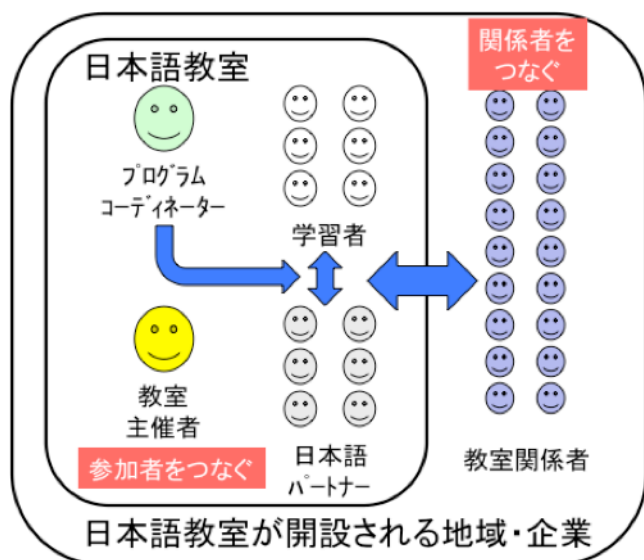 日本語教室
関係者を
つなぐ
プログラム
コーディネーター
学習者
教室
主催者
参加者をつなぐ
日本語
パートナー
教室関係者
日本語教室が開設される地域・企業